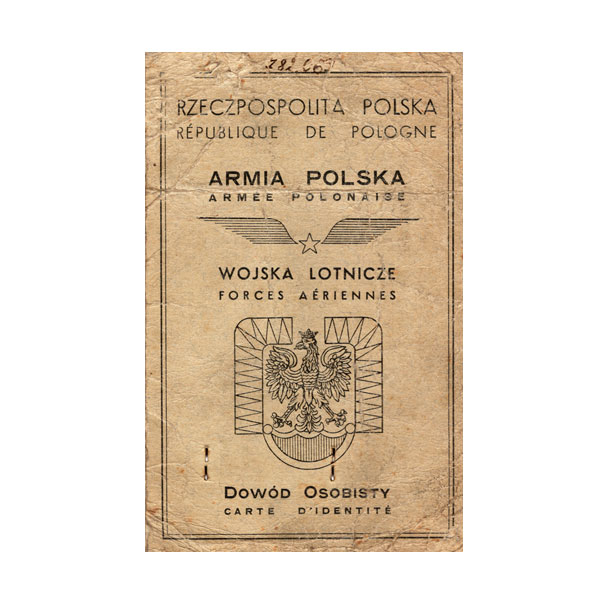 RZECZPOSPOLITA POLSKA
RÉPUBLIQUE DE POLOGNE
ARMIA POLSKA
ARMÉE POLONAISE
WOJSKA LOTNICZE
FORCES AÉRIENNES
DOWÓD OSOBISTY
CARTE D'IDENTITÉ